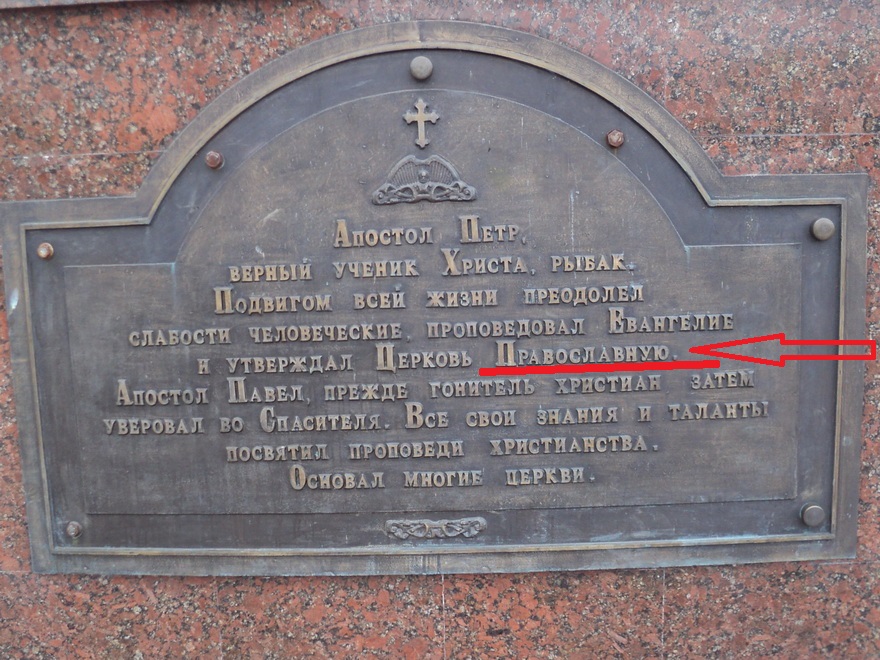 Апостол Петр,
верный ученик Христа, рыбак.
Подвигом всей жизни преодолел
слабости человеческие, проповедовал Евангелие
и утверждал Церковь Православную.
Апостол Павел, прежде гонитель христиан затем
уверовал во Спасителя. Все свои знания и таланты
посвятил проповеди христианства.
Основал многие церкви.